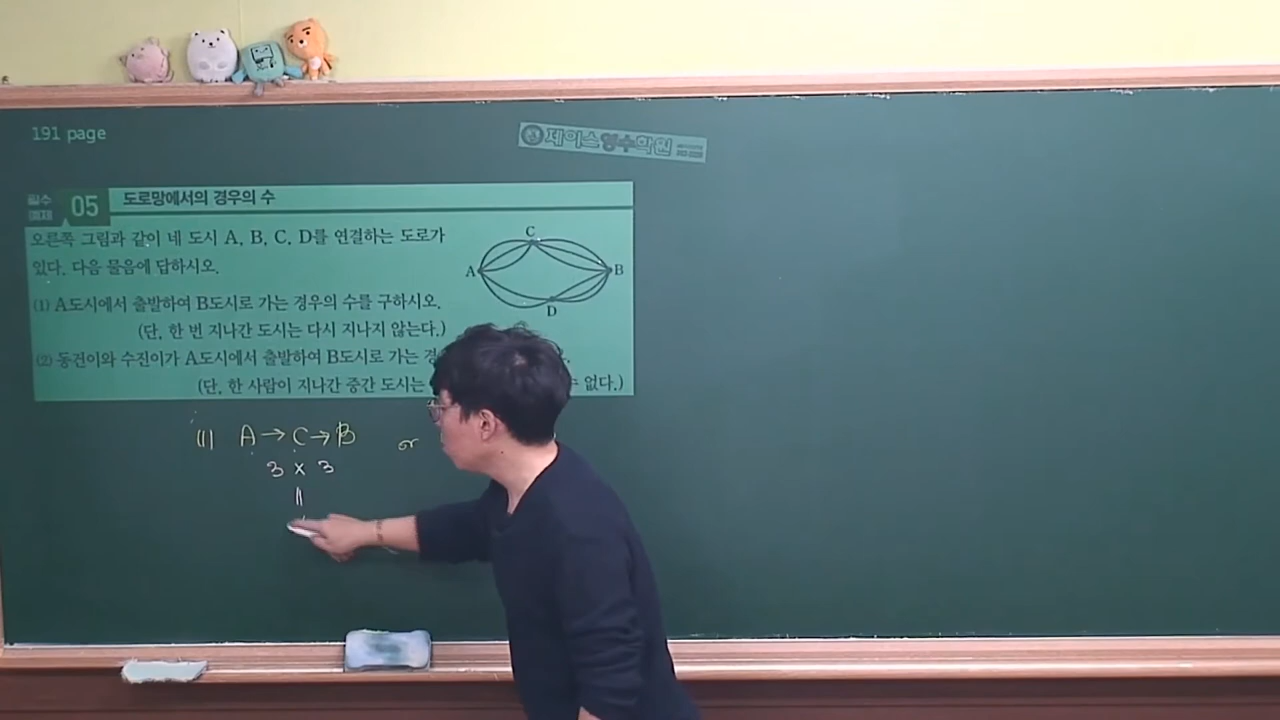 191 page
제이스영수학원
필수 예제 05 도로망에서의 경우의 수
오른쪽 그림과 같이 네 도시 A, B, C, D를 연결하는 도로가
있다. 다음 물음에 답하시오.
C
A
B
D
(1) A도시에서 출발하여 B도시로 가는 경우의 수를 구하시오.
(단, 한 번 지나간 도시는 다시 지나지 않는다.)
(2) 동건이와 수진이가 A도시에서 출발하여 B도시로 가는
(단, 한 사람이 지나간 중간 도시는 수 없다.)
(1) A → C → B or
3 × 3
=